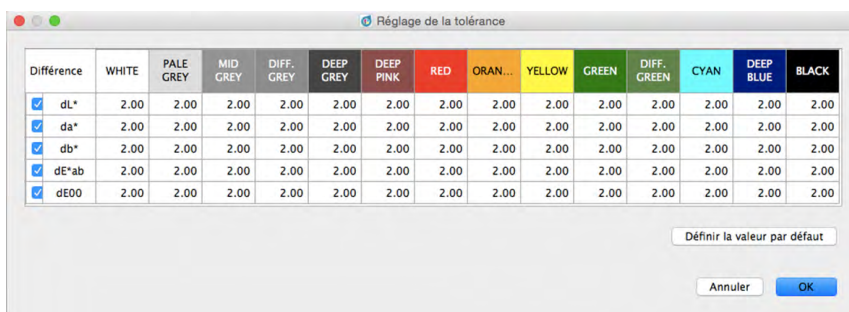 Réglage de la tolérance
Différence WHITE PALE GREY MID GREY DIFF. GREY DEEP GREY DEEP PINK RED ORAN... YELLOW GREEN DIFF. GREEN CYAN DEEP BLUE BLACK
dL* 2.00 2.00 2.00 2.00 2.00 2.00 2.00 2.00 2.00 2.00 2.00 2.00 2.00 2.00
da* 2.00 2.00 2.00 2.00 2.00 2.00 2.00 2.00 2.00 2.00 2.00 2.00 2.00 2.00
db* 2.00 2.00 2.00 2.00 2.00 2.00 2.00 2.00 2.00 2.00 2.00 2.00 2.00 2.00
dE*ab 2.00 2.00 2.00 2.00 2.00 2.00 2.00 2.00 2.00 2.00 2.00 2.00 2.00 2.00
dE00 2.00 2.00 2.00 2.00 2.00 2.00 2.00 2.00 2.00 2.00 2.00 2.00 2.00 2.00
Définir la valeur par défaut
Annuler OK